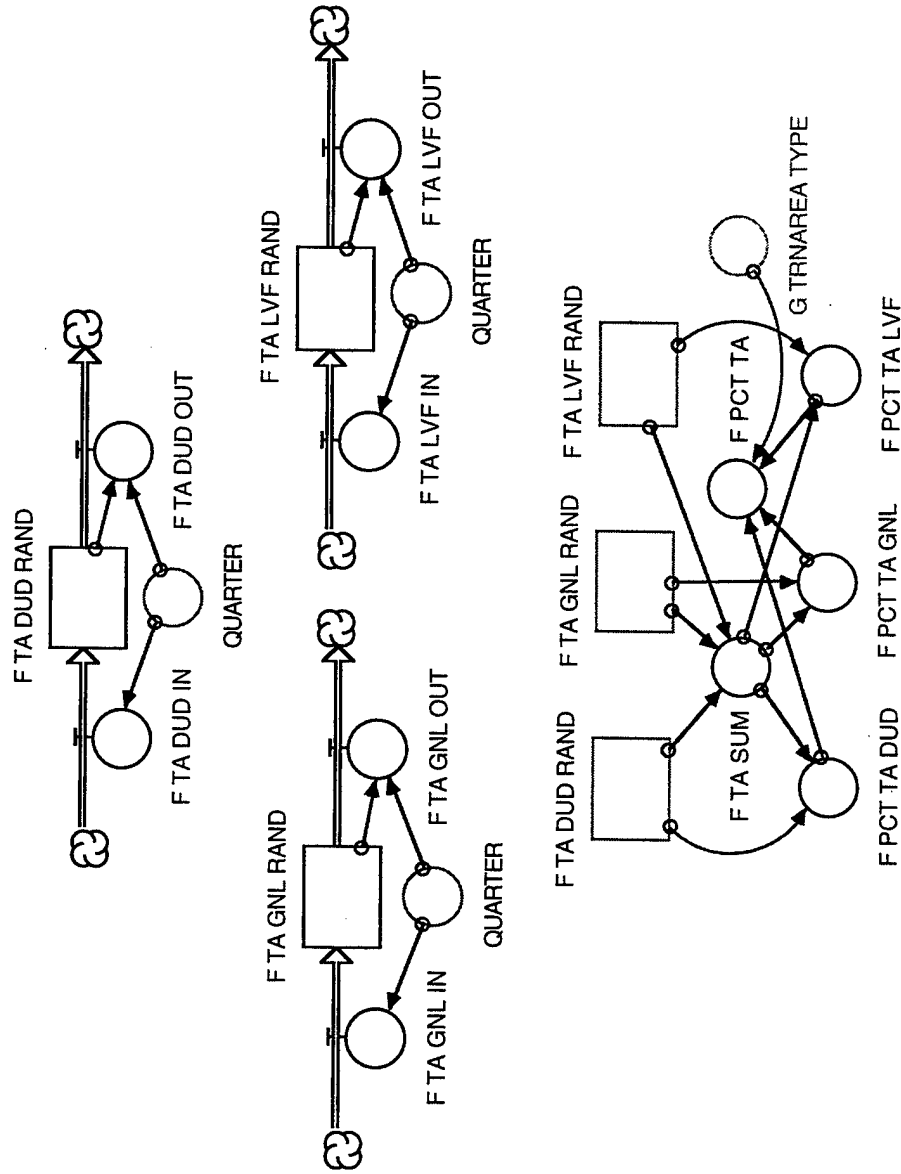 F TA DUD RAND
F TA DUD IN
F TA DUD OUT
QUARTER
F TA GNL RAND
F TA GNL IN
F TA GNL OUT
QUARTER
F TA LVF RAND
F TA LVF IN
F TA LVF OUT
QUARTER
F TA DUD RAND
F TA GNL RAND
F TA LVF RAND
F TA SUM
F PCT TA
G TRNAREA TYPE
F PCT TA DUD
F PCT TA GNL
F PCT TA LVF